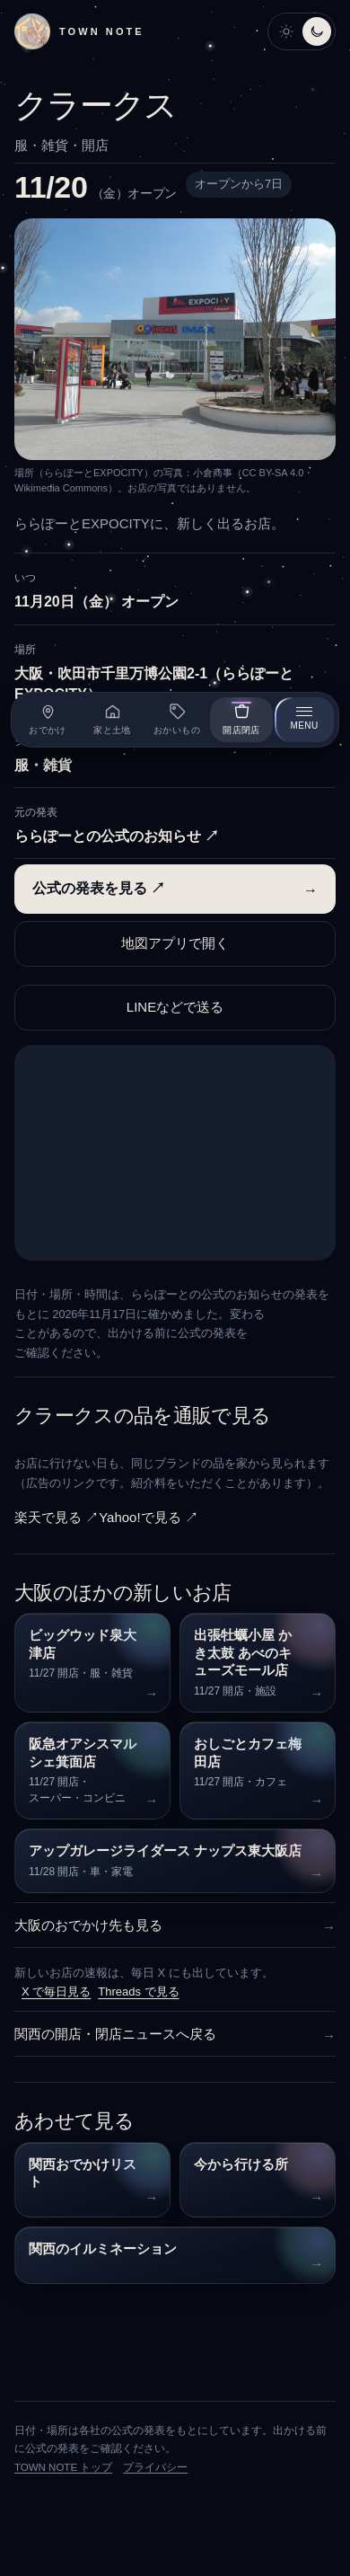 TOWN NOTE
クラークス
服・雑貨・開店
11/20（金）オープン オープンから7日
EXPOCITY
IMAX
場所（ららぽーとEXPOCITY）の写真：小倉商事（CC BY-SA 4.0・
Wikimedia Commons）。お店の写真ではありません。
ららぽーとEXPOCITYに、新しく出るお店。
いつ
11月20日（金） オープン
場所
大阪・吹田市千里万博公園2-1（ららぽーと
おでかけ
家と土地
おかいもの
開店閉店
MENU
服・雑貨
元の発表
ららぽーとの公式のお知らせ ↗
公式の発表を見る ↗ →
地図アプリで開く
LINEなどで送る
日付・場所・時間は、ららぽーとの公式のお知らせの発表を
もとに 2026年11月17日に確かめました。変わる
ことがあるので、出かける前に公式の発表を
ご確認ください。
クラークスの品を通販で見る
お店に行けない日も、同じブランドの品を家から見られます
（広告のリンクです。紹介料をいただくことがあります）。
楽天で見る ↗Yahoo!で見る ↗
大阪のほかの新しいお店
ビッグウッド泉大
津店
11/27 開店・服・雑貨
→
出張牡蠣小屋 か
き太鼓 あべのキ
ューズモール店
11/27 開店・施設
→
阪急オアシスマル
シェ箕面店
11/27 開店・
スーパー・コンビニ
→
おしごとカフェ梅
田店
11/27 開店・カフェ
→
アップガレージライダース ナップス東大阪店
11/28 開店・車・家電
→
大阪のおでかけ先も見る →
新しいお店の速報は、毎日 X にも出しています。
X で毎日見る Threads で見る
関西の開店・閉店ニュースへ戻る →
あわせて見る
関西おでかけリス
ト
→
今から行ける所
→
関西のイルミネーション
→
日付・場所は各社の公式の発表をもとにしています。出かける前
に公式の発表をご確認ください。
TOWN NOTE トップ プライバシー